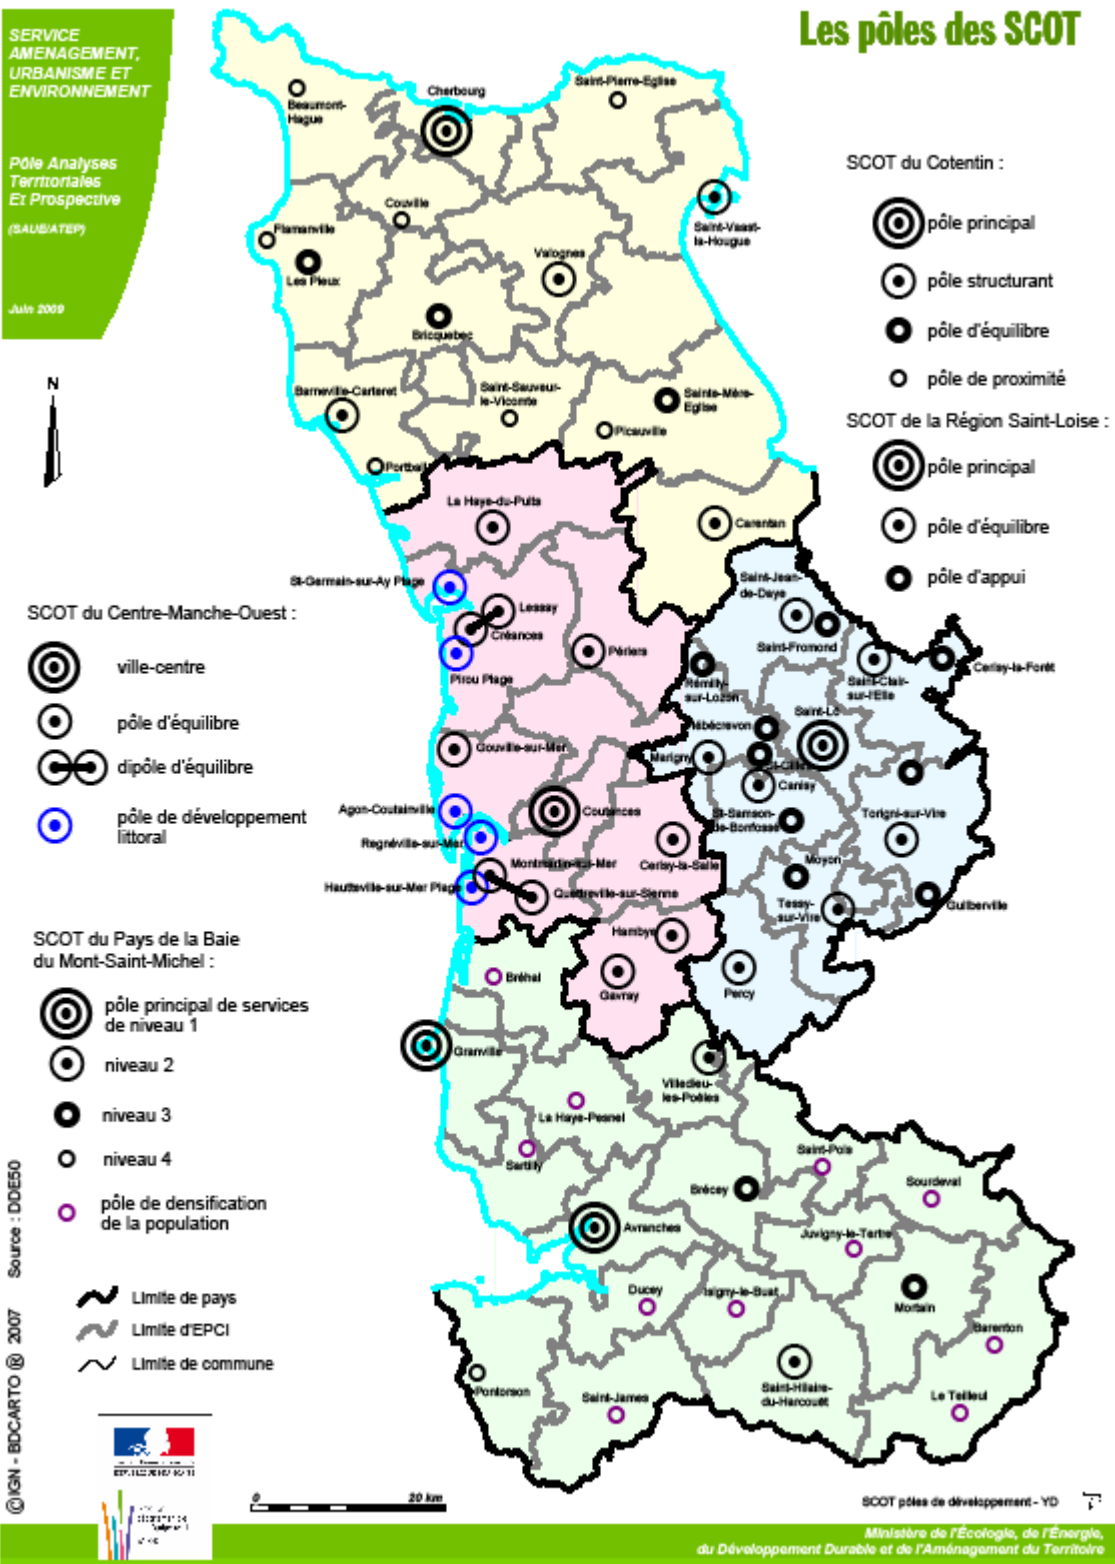 SERVICE
AMENAGEMENT,
URBANISME ET
ENVIRONNEMENT
Pôle Analyses
Territoriales
Et Prospective
(SAUE/ATEP)
Juin 2009
Les pôles des SCOT
N
SCOT du Cotentin :
pôle principal
pôle structurant
pôle d'équilibre
pôle de proximité
SCOT de la Région Saint-Loise :
pôle principal
pôle d'équilibre
pôle d'appui
SCOT du Centre-Manche-Ouest :
ville-centre
pôle d'équilibre
dipôle d'équilibre
pôle de développement
littoral
SCOT du Pays de la Baie
du Mont-Saint-Michel :
pôle principal de services
de niveau 1
niveau 2
niveau 3
niveau 4
pôle de densification
de la population
Limite de pays
Limite d'EPCI
Limite de commune
Beaumont-
Hague
Cherbourg
Saint-Pierre-Eglise
Couville
Flamanville
Les Pieux
Saint-Vaast-
la-Hougue
Valognes
Bricquebec
Barneville-Carteret
Saint-Sauveur-
le-Vicomte
Sainte-Mère-
Eglise
Picauville
Portbail
La Haye-du-Puits
Carentan
St-Germain-sur-Ay Plage
Lessay
Créances
Pirou Plage
Périers
Saint-Jean-
de-Daye
Saint-Fromond
Cerisy-la-Forêt
Rémilly-
sur-Lozon
Saint-Clair-
sur-l'Elle
Saint-Lô
Hébécrevon
Marigny
St-Gilles
Canisy
Gouville-sur-Mer
Agon-Coutainville
Coutances
St-Samson-
de-Bonfossé
Torigni-sur-Vire
Regnéville-sur-Mer
Montmartin-sur-Mer
Cerisy-la-Salle
Moyon
Hautteville-sur-Mer Plage
Quettreville-sur-Sienne
Tessy-
sur-Vire
Guilberville
Hambye
Gavray
Percy
Bréhal
Granville
Villedieu-
les-Poêles
La Haye-Pesnel
Sartilly
Saint-Pois
Brécey
Sourdeval
Avranches
Juvigny-le-Tertre
Ducey
Isigny-le-Buat
Mortain
Barenton
Pontorson
Saint-James
Saint-Hilaire-
du-Harcouët
Le Teilleul
©IGN - BDCARTO ® 2007 Source : DDE50
0 20 km
SCOT pôles de développement - YD
Ministère de l'Écologie, de l'Énergie,
du Développement Durable et de l'Aménagement du Territoire